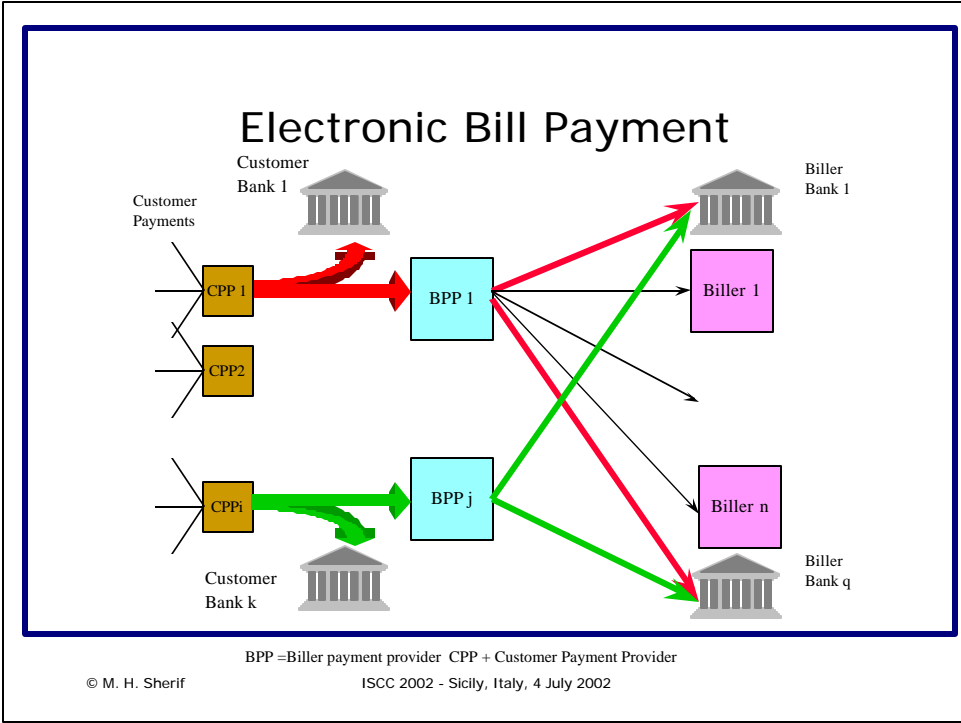 Electronic Bill Payment
Customer
Bank 1
Biller
Bank 1
Customer
Payments
CPP 1
BPP 1
Biller 1
CPP2
CPPi
BPP j
Biller n
Customer
Bank k
Biller
Bank q
BPP =Biller payment provider CPP + Customer Payment Provider
© M. H. Sherif
ISCC 2002 - Sicily, Italy, 4 July 2002